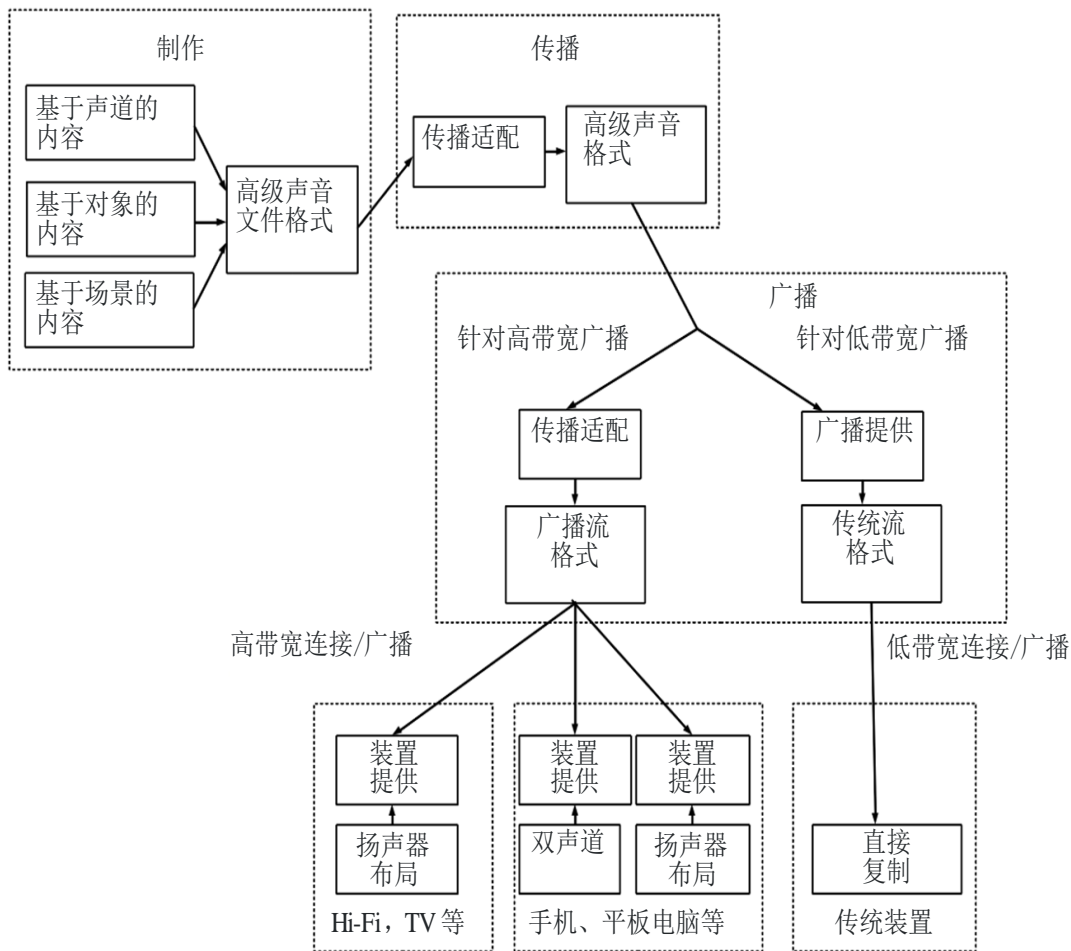 制作
基于声道的
内容
基于对象的
内容
基于场景的
内容
高级声音
文件格式
传播
传播适配
高级声音
格式
广播
针对高带宽广播
针对低带宽广播
传播适配
广播提供
广播流
格式
传统流
格式
高带宽连接/广播
低带宽连接/广播
装置
提供
扬声器
布局
Hi-Fi，TV 等
装置
提供
双声道
装置
提供
扬声器
布局
手机、平板电脑等
直接
复制
传统装置